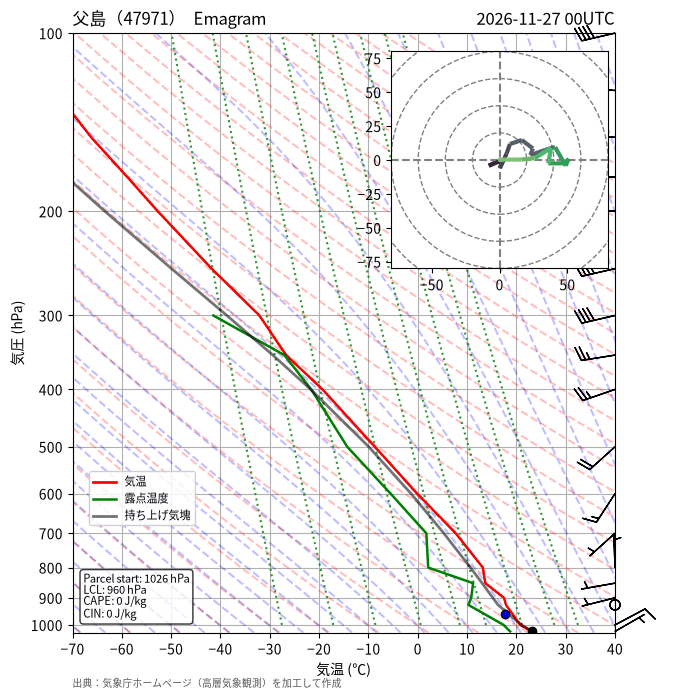 父島（47971） Emagram
2026-11-27 00UTC
100
200
300
400
500
600
700
800
900
1000
気圧 (hPa)
75
50
25
0
−25
−50
−75
−50
0
50
気温
露点温度
持ち上げ気塊
Parcel start: 1026 hPa
LCL: 960 hPa
CAPE: 0 J/kg
CIN: 0 J/kg
−70
−60
−50
−40
−30
−20
−10
0
10
20
30
40
気温 (℃)
出典：気象庁ホームページ（高層気象観測）を加工して作成